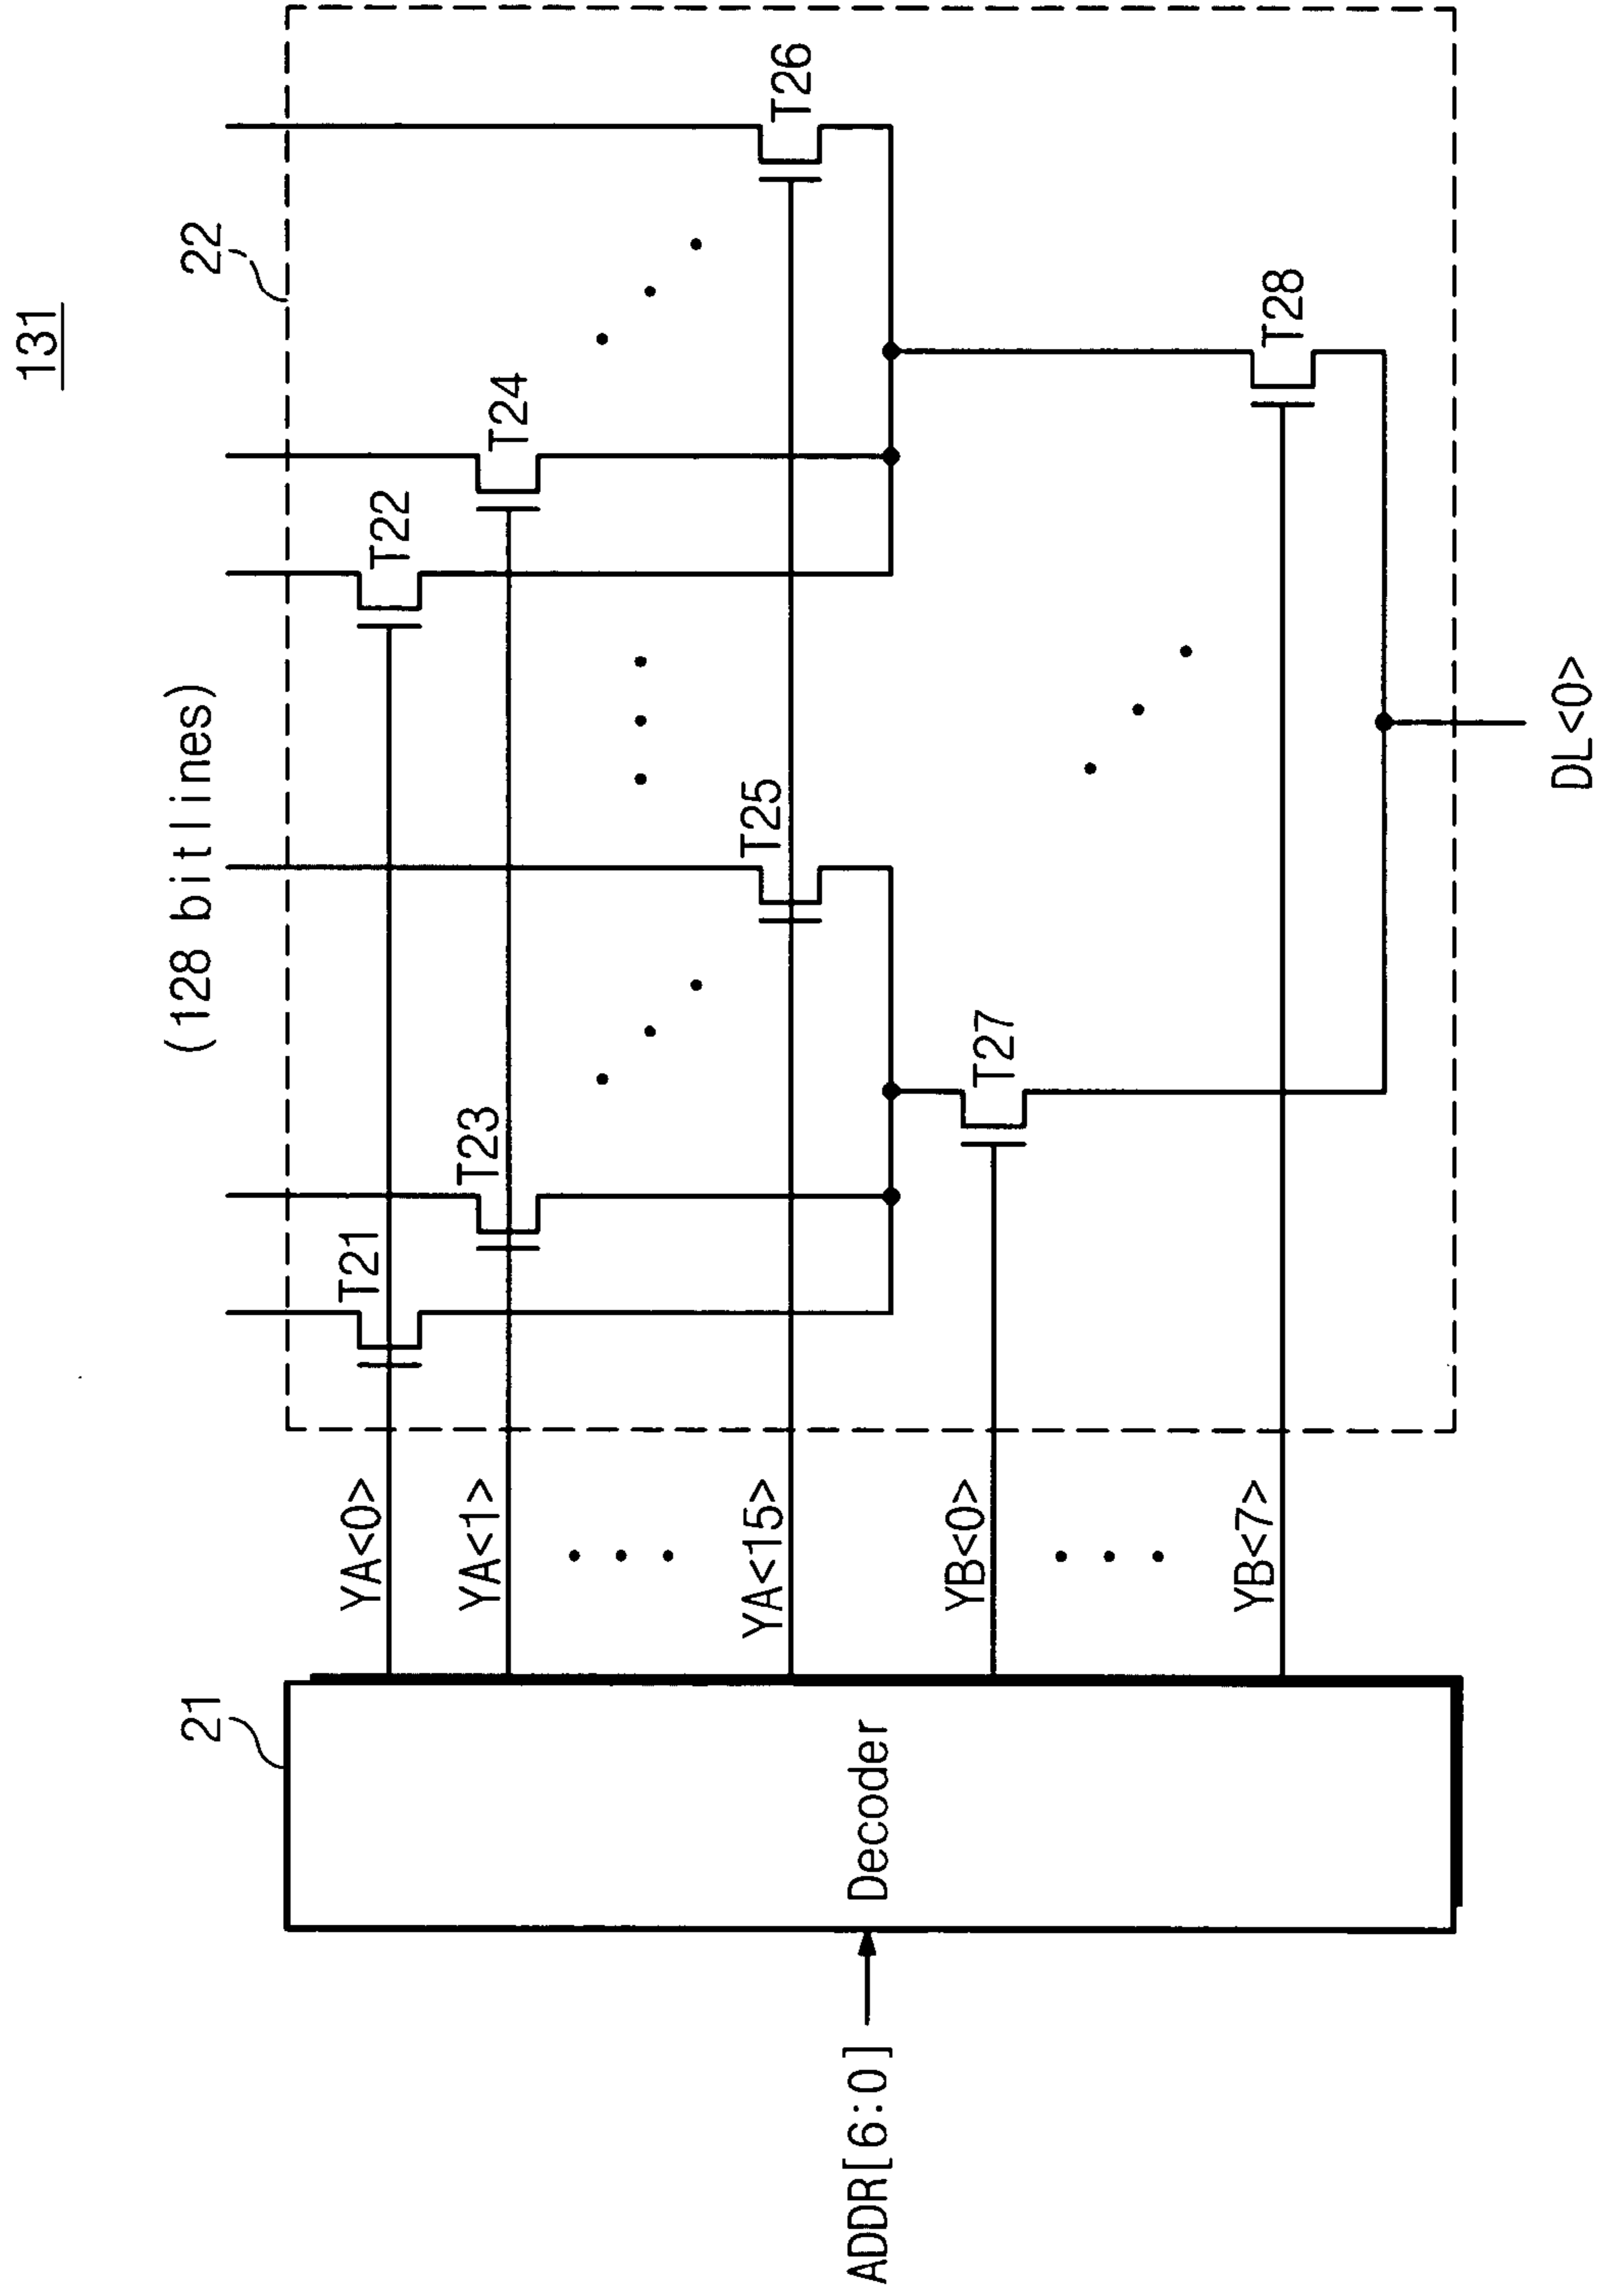 131
(128 bitlines)
22
21
T21
T22
T23
T24
T25
T26
T27
T28
YA<0>
YA<1>
YA<15>
YB<0>
YB<7>
Decoder
ADDR[6:0]
DL<0>